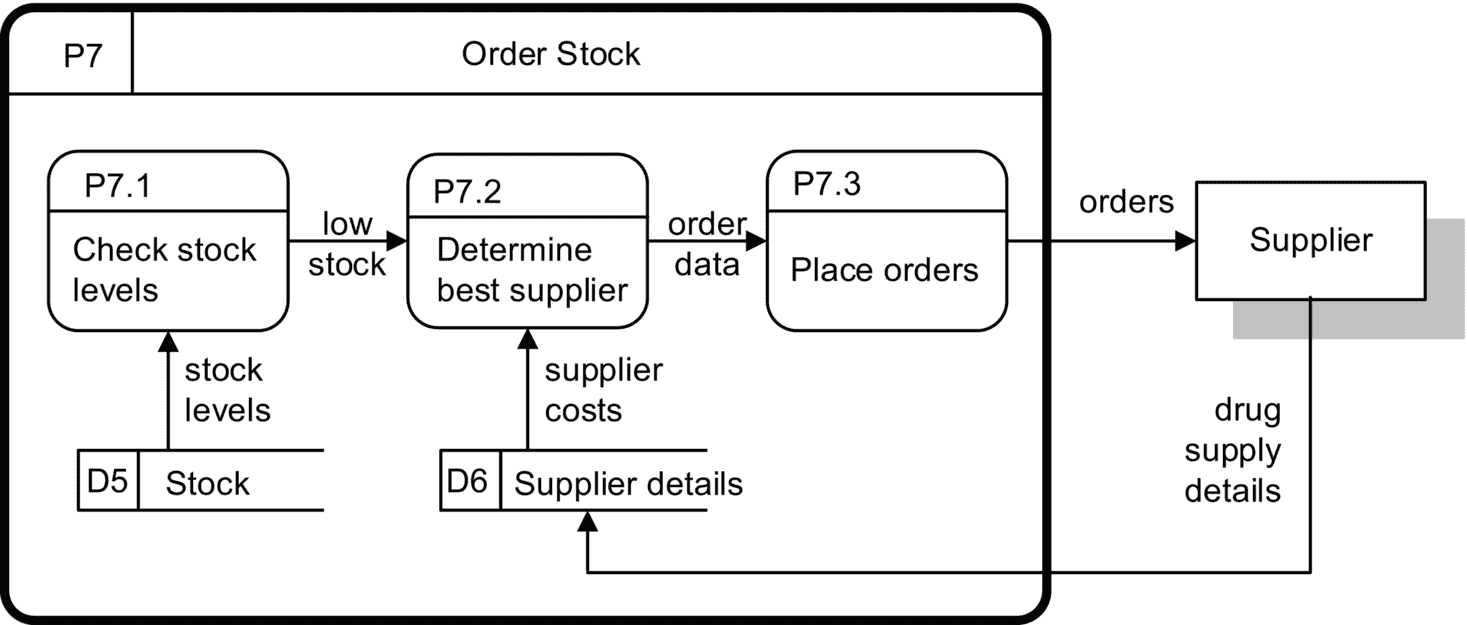 P7
Order Stock
P7.1
Check stock
levels
low
stock
P7.2
Determine
best supplier
order
data
P7.3
Place orders
orders
Supplier
stock
levels
supplier
costs
drug
supply
details
D5
Stock
D6
Supplier details